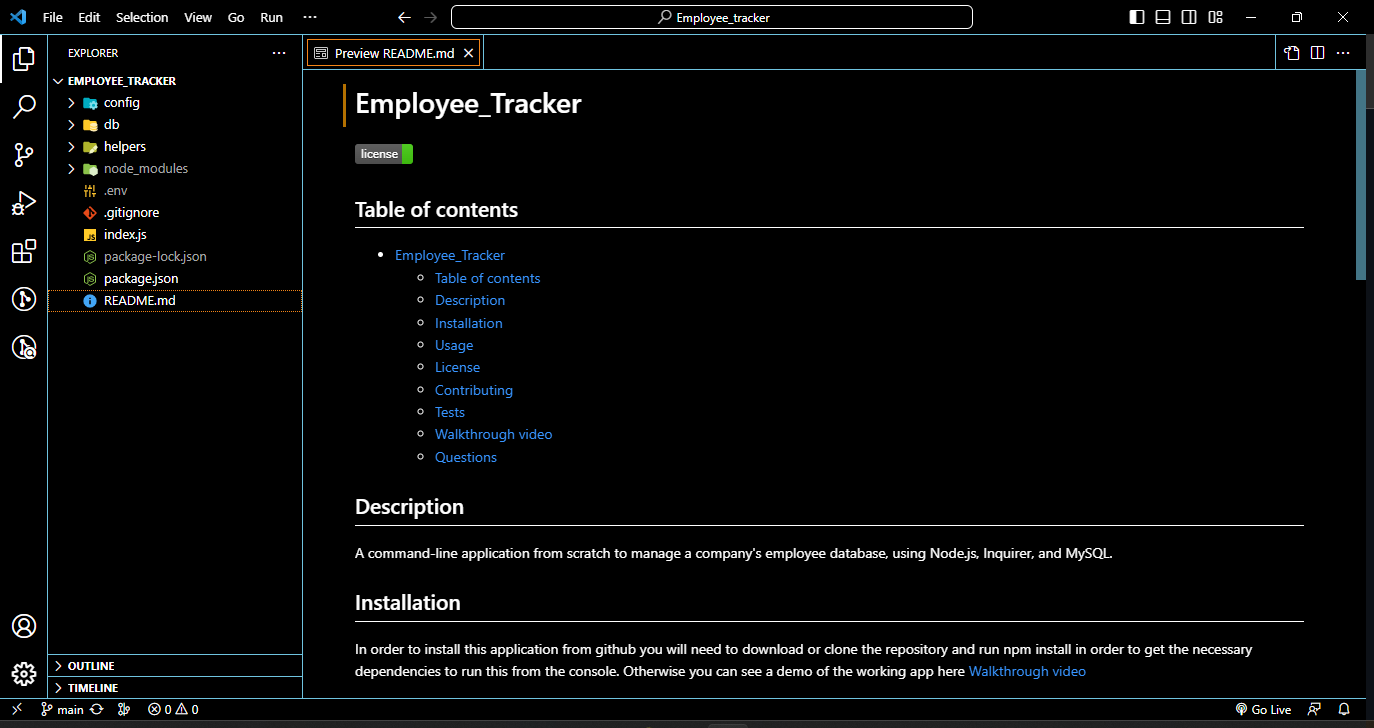 File Edit Selection View Go Run ··· Employee_tracker
EXPLORER ···
Preview README.md
EMPLOYEE_TRACKER
config
db
helpers
node_modules
.env
.gitignore
index.js
package-lock.json
package.json
README.md
OUTLINE
TIMELINE
Employee_Tracker
license
Table of contents
Employee_Tracker
Table of contents
Description
Installation
Usage
License
Contributing
Tests
Walkthrough video
Questions
Description
A command-line application from scratch to manage a company's employee database, using Node.js, Inquirer, and MySQL.
Installation
In order to install this application from github you will need to download or clone the repository and run npm install in order to get the necessary
dependencies to run this from the console. Otherwise you can see a demo of the working app here Walkthrough video
main 0 0 Go Live